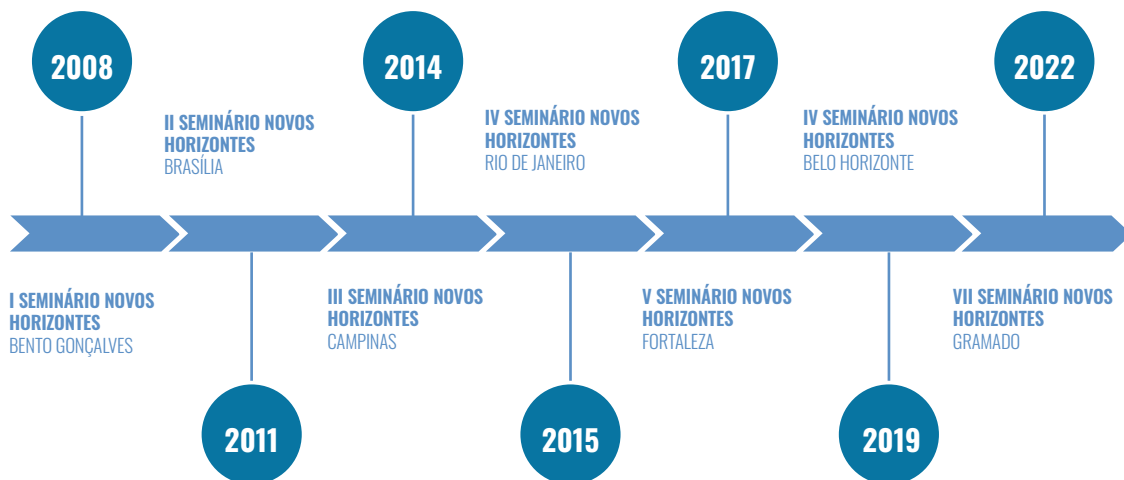 2008
I SEMINÁRIO NOVOS
HORIZONTES
BENTO GONÇALVES
II SEMINÁRIO NOVOS
HORIZONTES
BRASÍLIA
2011
2014
III SEMINÁRIO NOVOS
HORIZONTES
CAMPINAS
IV SEMINÁRIO NOVOS
HORIZONTES
RIO DE JANEIRO
2015
2017
V SEMINÁRIO NOVOS
HORIZONTES
FORTALEZA
IV SEMINÁRIO NOVOS
HORIZONTES
BELO HORIZONTE
2019
2022
VII SEMINÁRIO NOVOS
HORIZONTES
GRAMADO